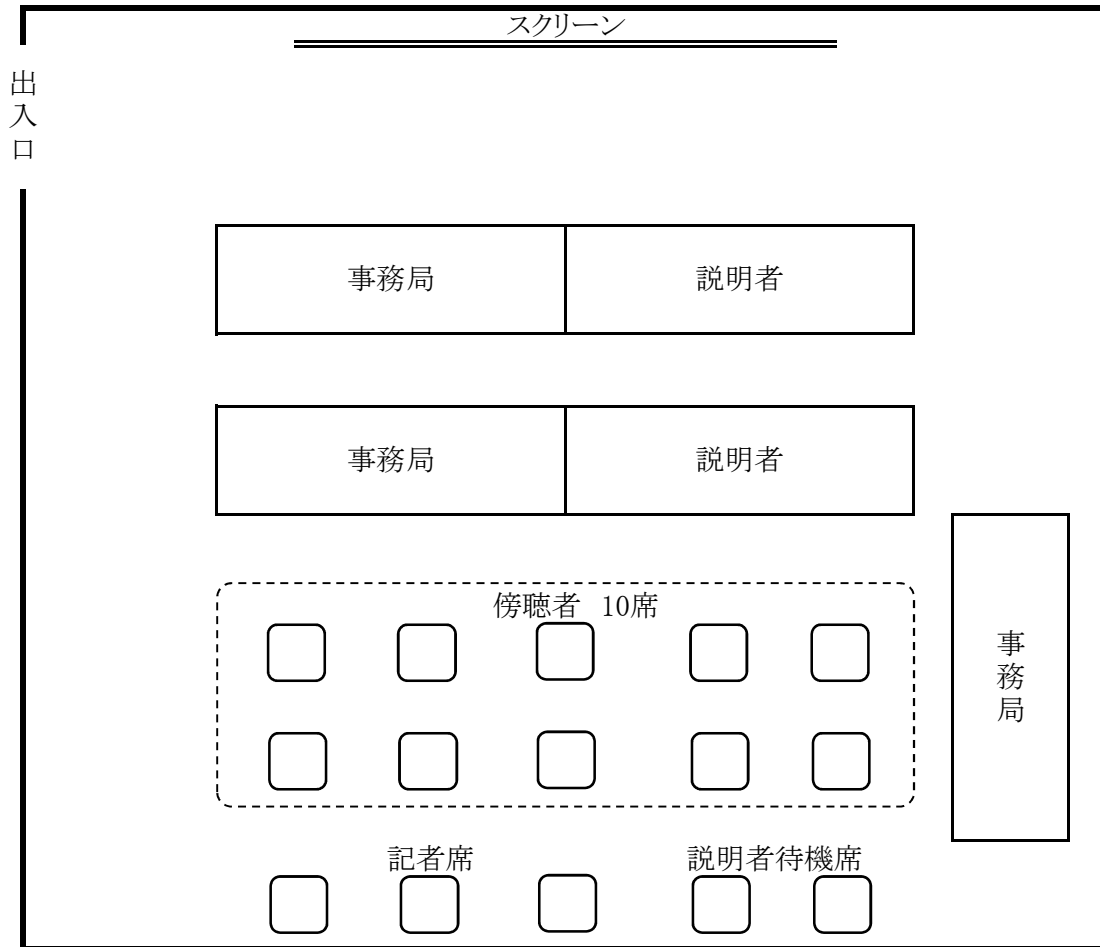 スクリーン
出入口
事務局
説明者
事務局
説明者
傍聴者 10席
事務局
記者席
説明者待機席